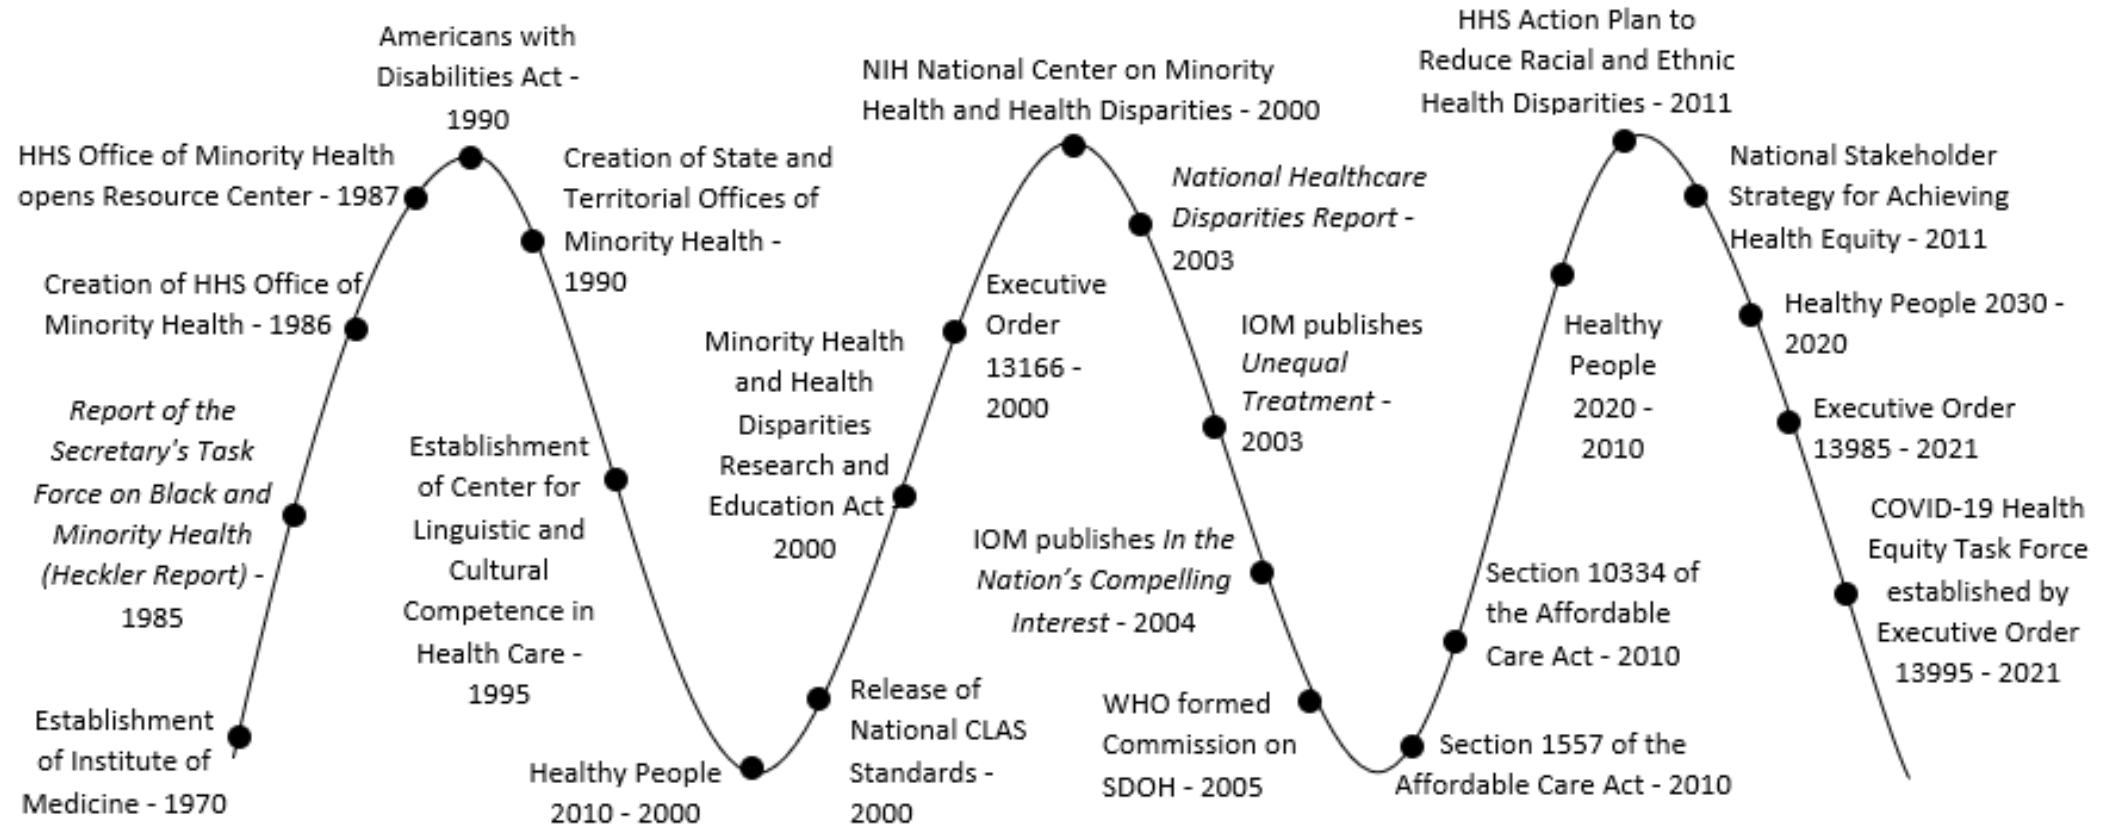 Establishment
of Institute of
Medicine - 1970
Report of the
Secretary's Task
Force on Black and
Minority Health
(Heckler Report) -
1985
Creation of HHS Office of
Minority Health - 1986
HHS Office of Minority Health
opens Resource Center - 1987
Americans with
Disabilities Act -
1990
Creation of State and
Territorial Offices of
Minority Health -
1990
Establishment
of Center for
Linguistic and
Cultural
Competence in
Health Care -
1995
Healthy People
2010 - 2000
Release of
National CLAS
Standards -
2000
Minority Health
and Health
Disparities
Research and
Education Act -
2000
Executive
Order
13166 -
2000
NIH National Center on Minority
Health and Health Disparities - 2000
National Healthcare
Disparities Report -
2003
IOM publishes
Unequal
Treatment -
2003
IOM publishes In the
Nation's Compelling
Interest - 2004
WHO formed
Commission on
SDOH - 2005
Section 1557 of the
Affordable Care Act - 2010
Section 10334 of
the Affordable
Care Act - 2010
Healthy
People
2020 -
2010
HHS Action Plan to
Reduce Racial and Ethnic
Health Disparities - 2011
National Stakeholder
Strategy for Achieving
Health Equity - 2011
Healthy People 2030 -
2020
Executive Order
13985 - 2021
COVID-19 Health
Equity Task Force
established by
Executive Order
13995 - 2021